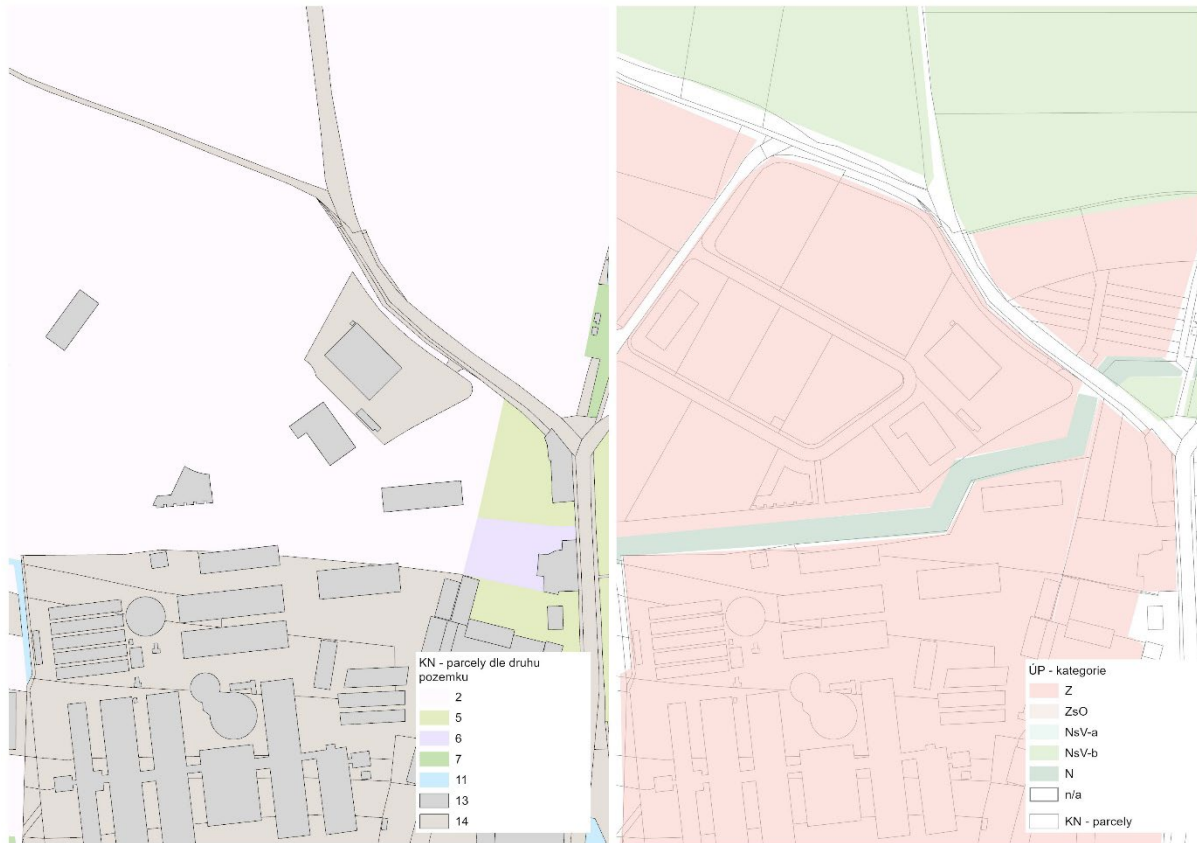 KN - parcely dle druhu
pozemku
2
5
6
7
11
13
14
ÚP - kategorie
Z
ZsO
NsV-a
NsV-b
N
n/a
KN - parcely